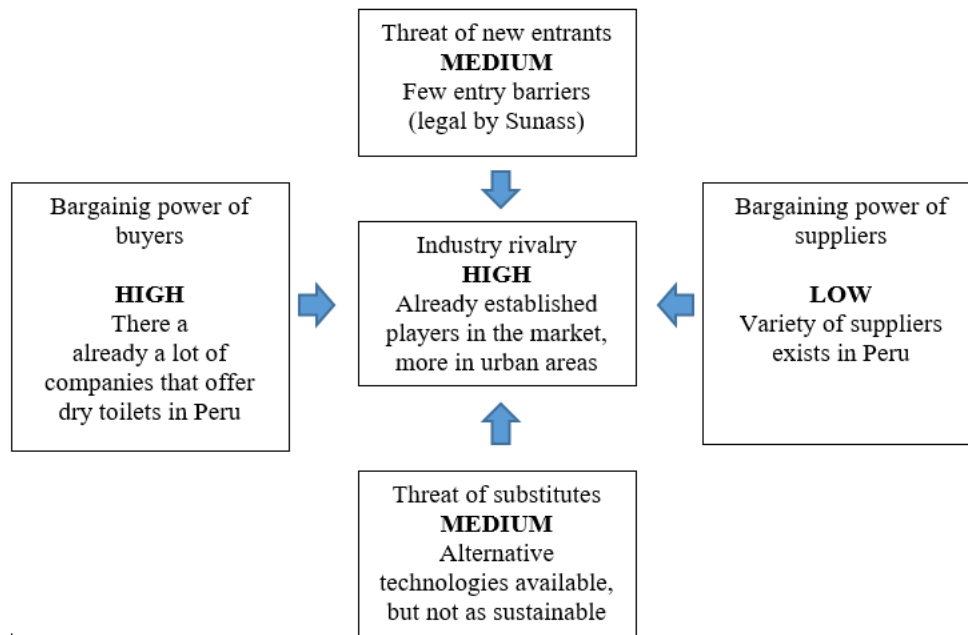 Threat of new entrants
MEDIUM
Few entry barriers
(legal by Sunass)
Bargainig power of
buyers
HIGH
There a
already a lot of
companies that offer
dry toilets in Peru
Industry rivalry
HIGH
Already established
players in the market,
more in urban areas
Bargaining power of
suppliers
LOW
Variety of suppliers
exists in Peru
Threat of substitutes
MEDIUM
Alternative
technologies available,
but not as sustainable